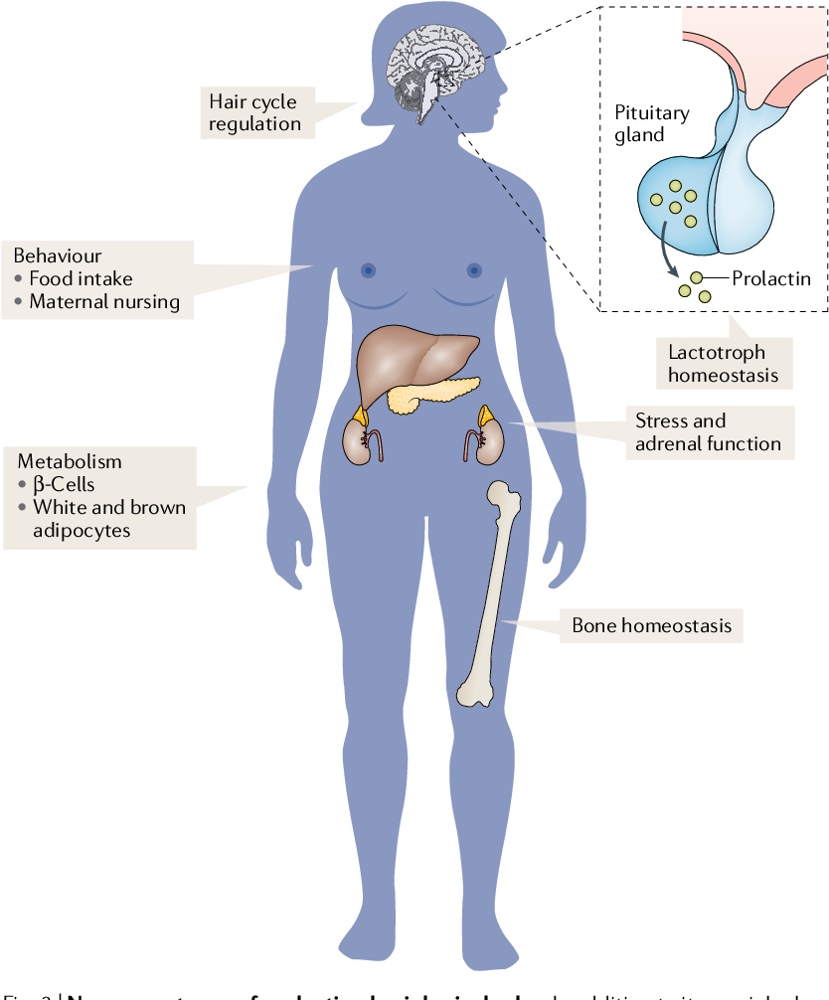 Hair cycle
regulation
Pituitary
gland
Prolactin
Behaviour
• Food intake
• Maternal nursing
Lactotroph
homeostasis
Stress and
adrenal function
Metabolism
• β-Cells
• White and brown
adipocytes
Bone homeostasis